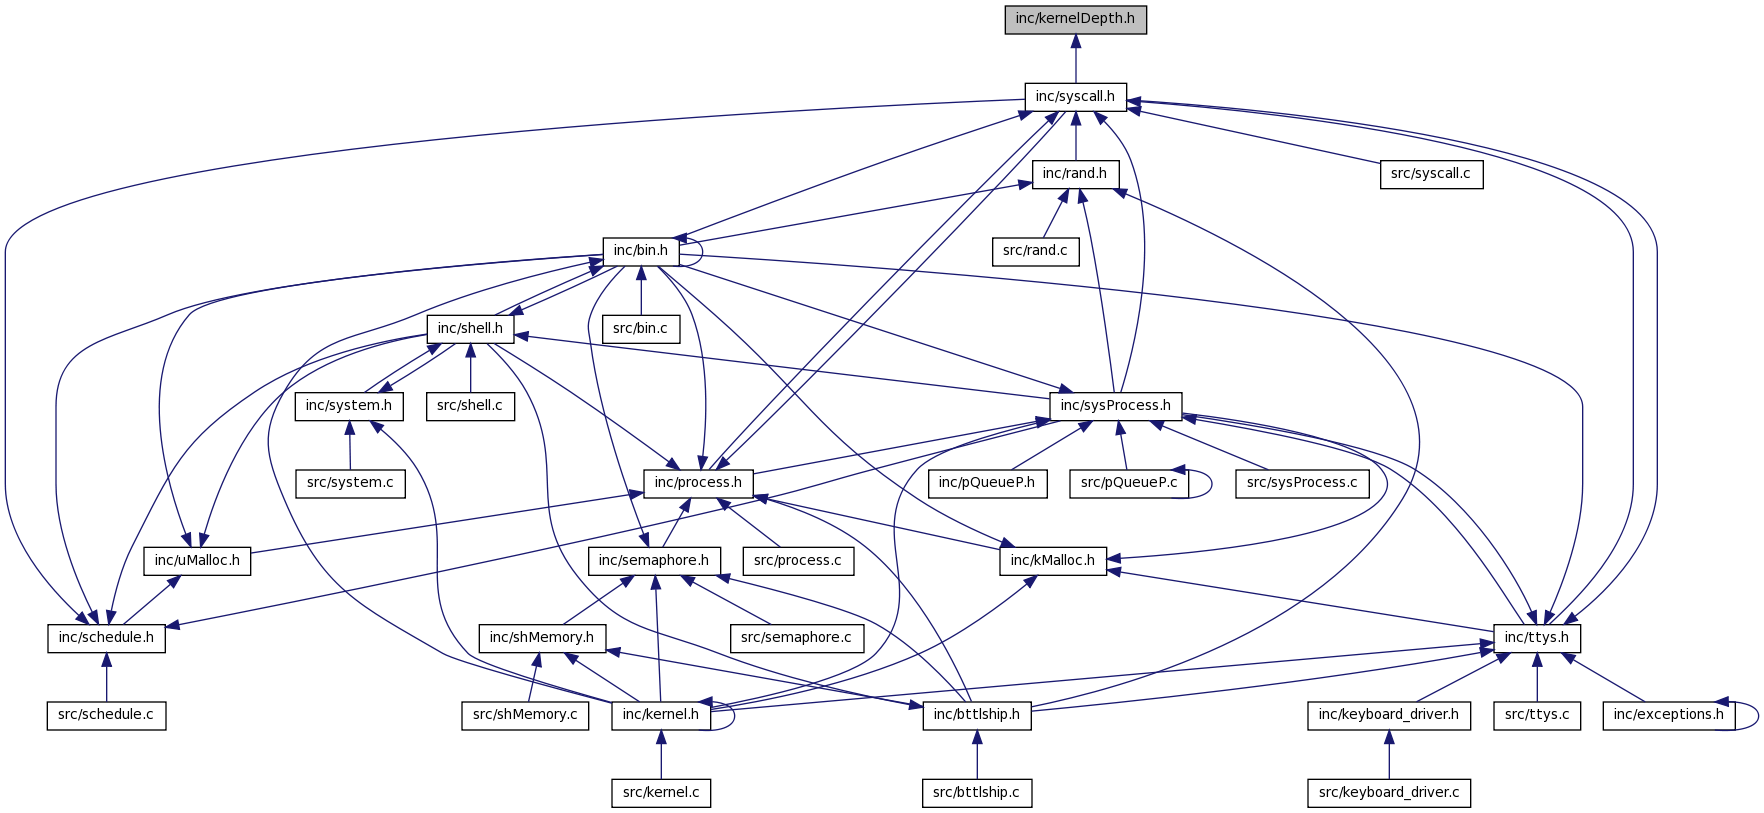 inc/kernelDepth.h
inc/syscall.h
inc/rand.h
src/syscall.c
inc/bin.h
src/rand.c
inc/shell.h
src/bin.c
inc/system.h
src/shell.c
inc/sysProcess.h
src/system.c
inc/process.h
inc/pQueueP.h
src/pQueueP.c
src/sysProcess.c
inc/uMalloc.h
inc/semaphore.h
src/process.c
inc/kMalloc.h
inc/schedule.h
inc/shMemory.h
src/semaphore.c
inc/ttys.h
src/schedule.c
src/shMemory.c
inc/kernel.h
inc/bttlship.h
inc/keyboard_driver.h
src/ttys.c
inc/exceptions.h
src/kernel.c
src/bttlship.c
src/keyboard_driver.c